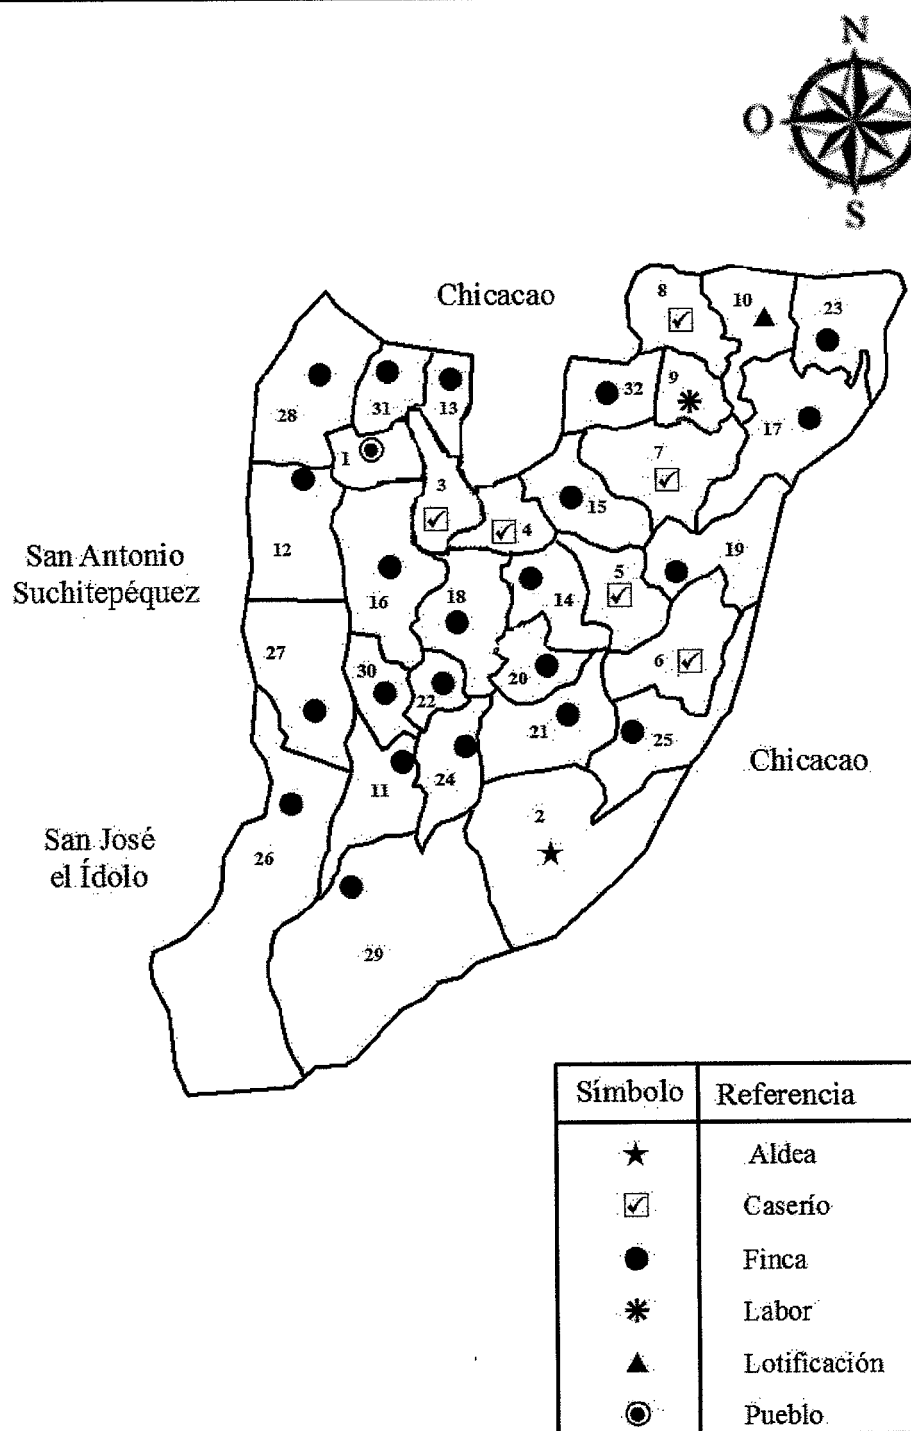 N
O
S
Chicacao
8
10
23
28
31
13
32
9
17
1
3
7
15
4
12
19
5
San Antonio
Suchitepéquez
16
18
14
27
30
22
20
6
21
25
11
24
Chicacao
2
San José
el Ídolo
26
29
Símbolo Referencia
Aldea
Caserío
Finca
Labor
Lotificación
Pueblo